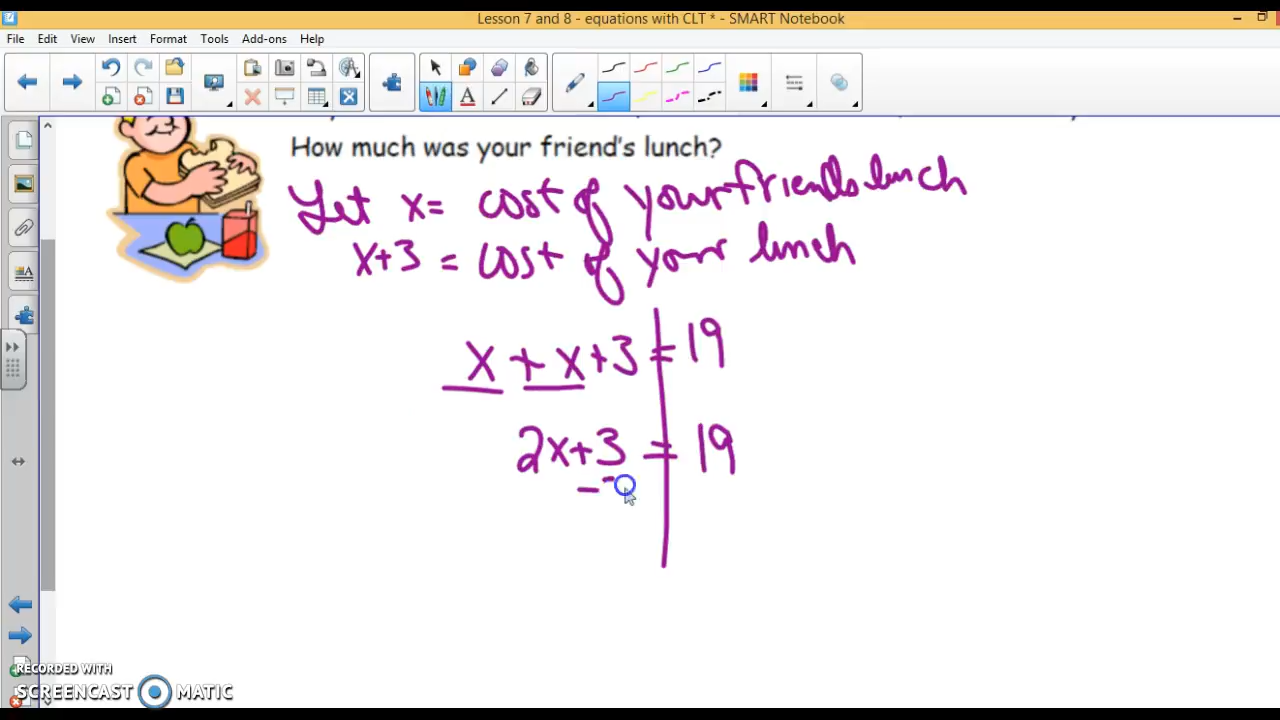 Lesson 7 and 8 - equations with CLT * - SMART Notebook
File Edit View Insert Format Tools Add-ons Help
How much was your friend's lunch?
Let x = cost of your friends lunch
x+3 = cost of your lunch
x + x+3 = 19
2x+3 = 19
-
RECORDED WITH
SCREENCAST MATIC